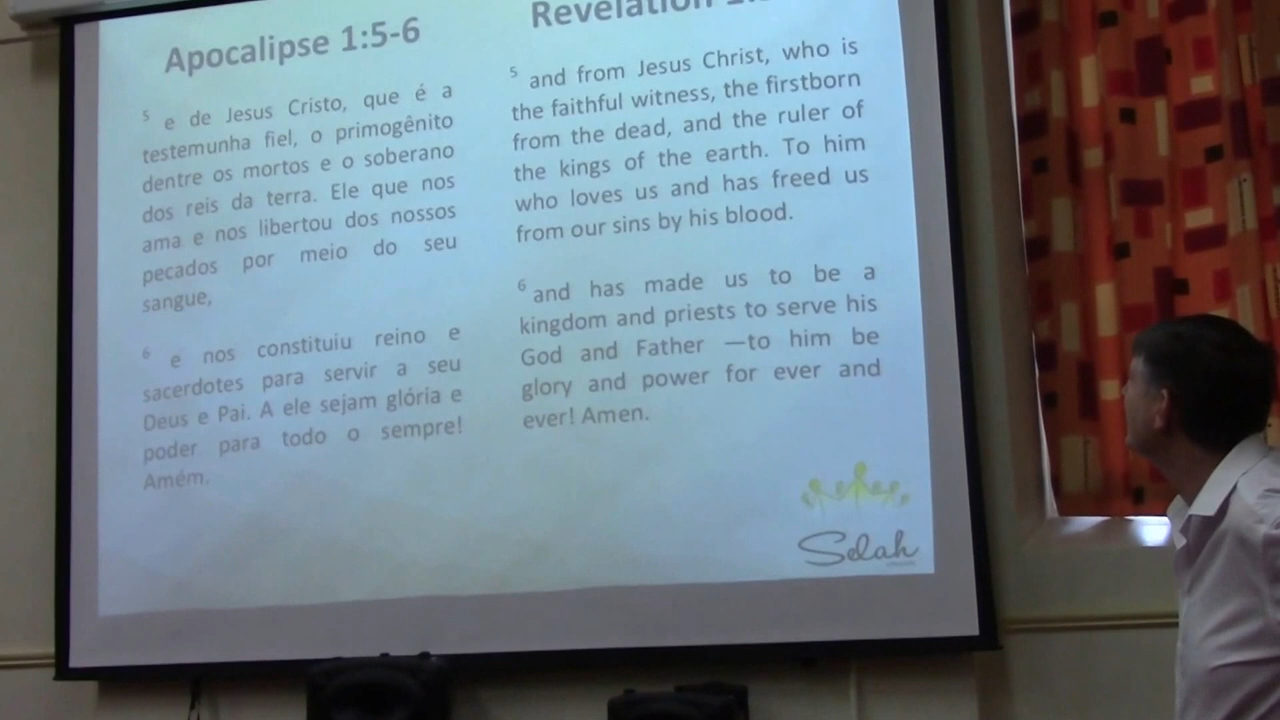 Apocalipse 1:5-6
5 e de Jesus Cristo, que é a
testemunha fiel, o primogênito
dentre os mortos e o soberano
dos reis da terra. Ele que nos
ama e nos libertou dos nossos
pecados por meio do seu
sangue,
6 e nos constituiu reino e
sacerdotes para servir a seu
Deus e Pai. A ele sejam glória e
poder para todo o sempre!
Amém.
Revelation
5 and from Jesus Christ, who is
the faithful witness, the firstborn
from the dead, and the ruler of
the kings of the earth. To him
who loves us and has freed us
from our sins by his blood.
6 and has made us to be a
kingdom and priests to serve his
God and Father —to him be
glory and power for ever and
ever! Amen.
Selah